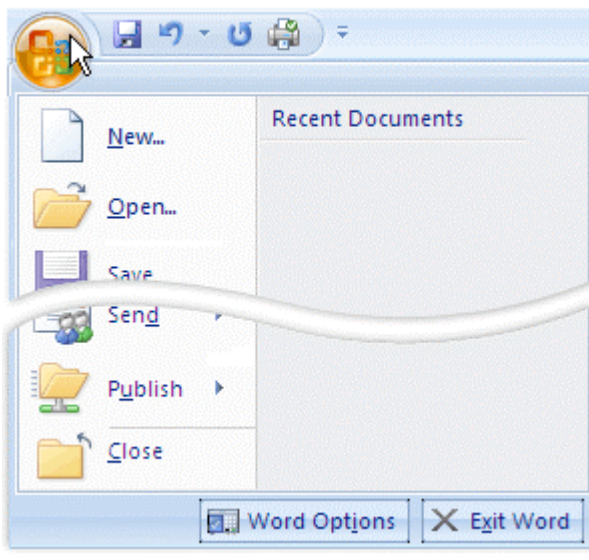 Recent Documents
New...
Open...
Save
Send
Publish
Close
Word Options
Exit Word